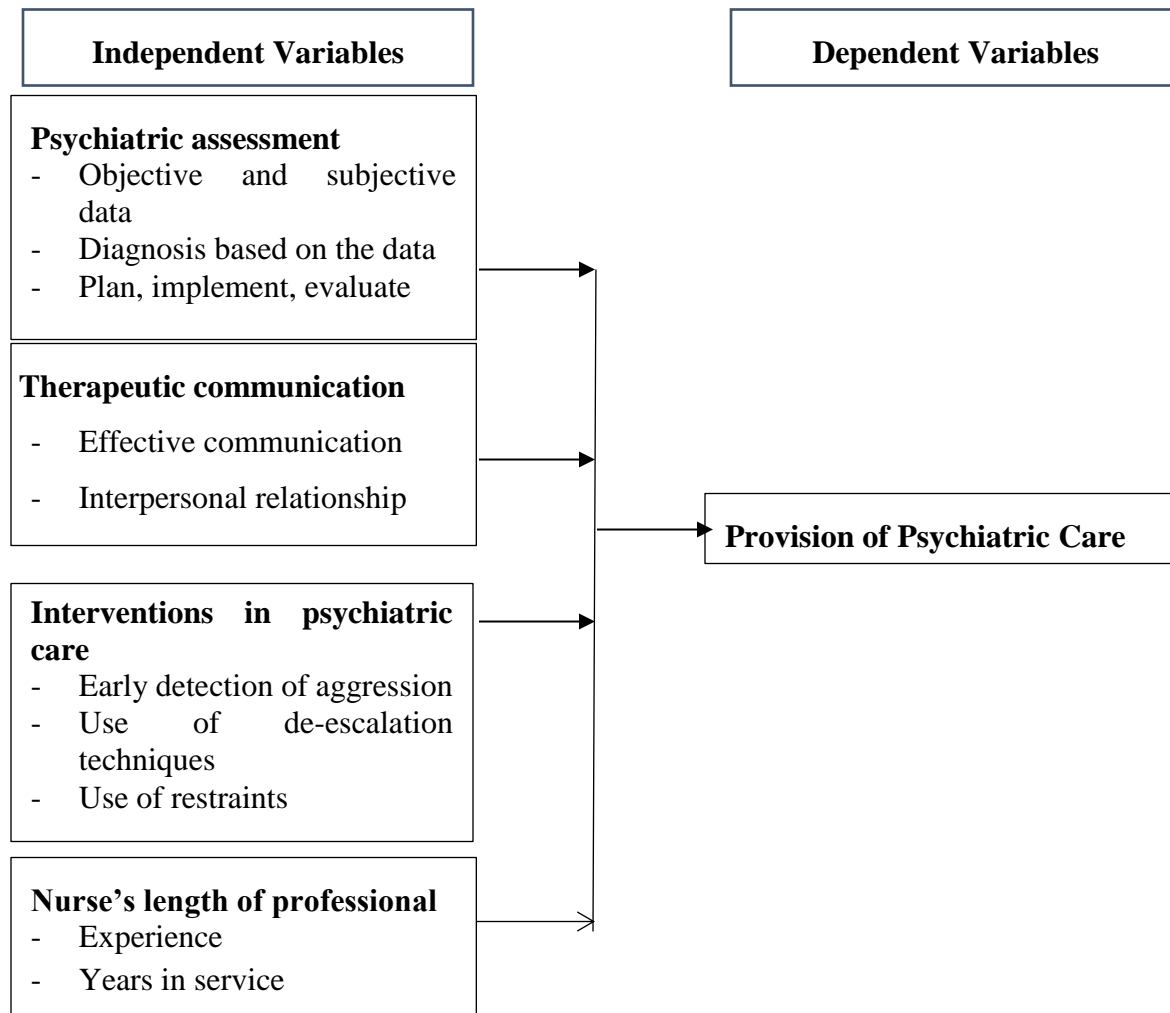 Independent Variables
Dependent Variables
Psychiatric assessment
- Objective and subjective
data
- Diagnosis based on the data
- Plan, implement, evaluate
Therapeutic communication
- Effective communication
- Interpersonal relationship
Interventions in psychiatric
care
- Early detection of aggression
- Use of de-escalation
techniques
- Use of restraints
Nurse’s length of professional
- Experience
- Years in service
Provision of Psychiatric Care